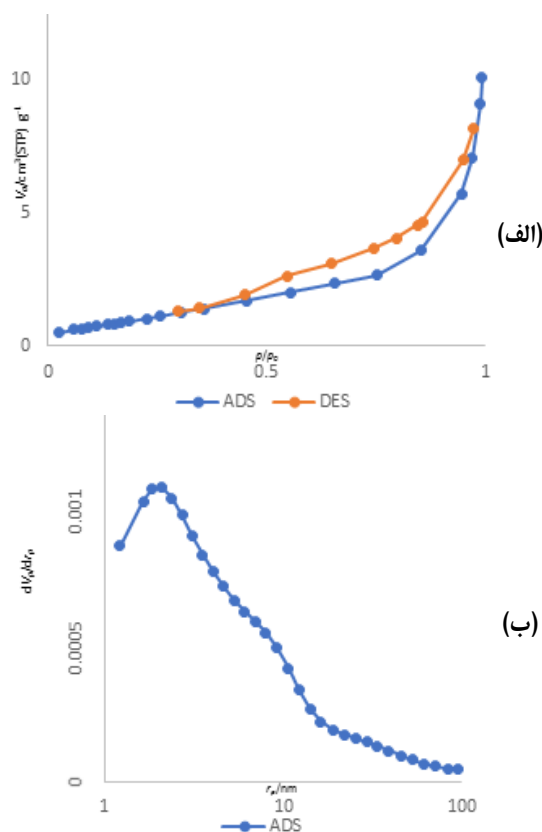 10
5
0
Vₐ/cm³(STP) g⁻¹
(الف)
0
0.5
1
p/p₀
ADS
DES
0.001
0.0005
0
dVₚ/drₚ
(ب)
1
10
100
rₚ/nm
ADS